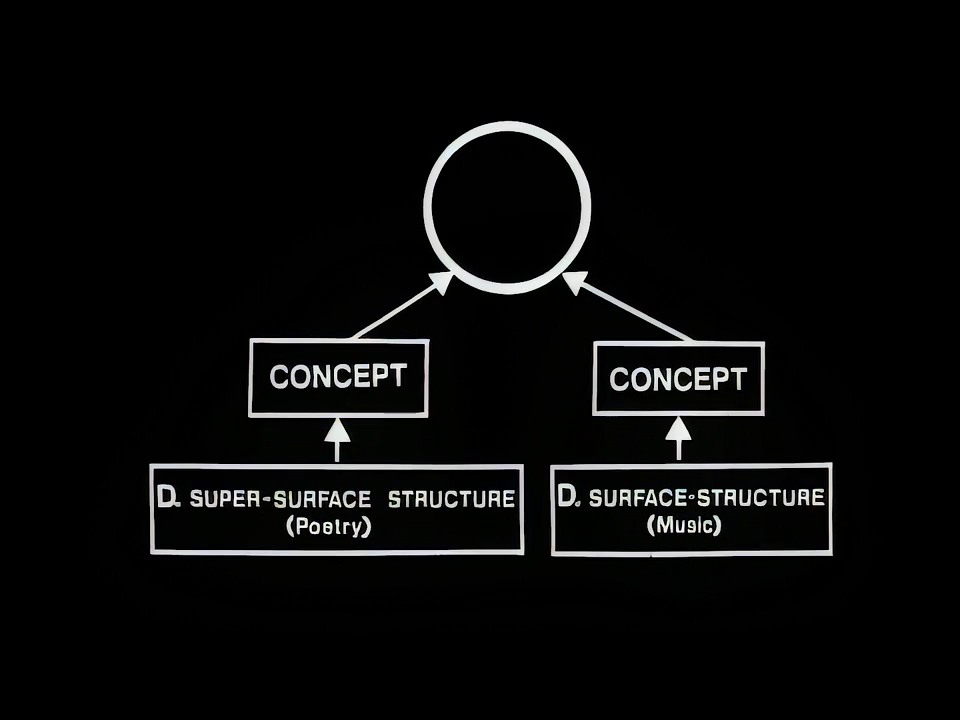 CONCEPT
CONCEPT
D. SUPER-SURFACE STRUCTURE
(Poetry)
D. SURFACE-STRUCTURE
(Music)